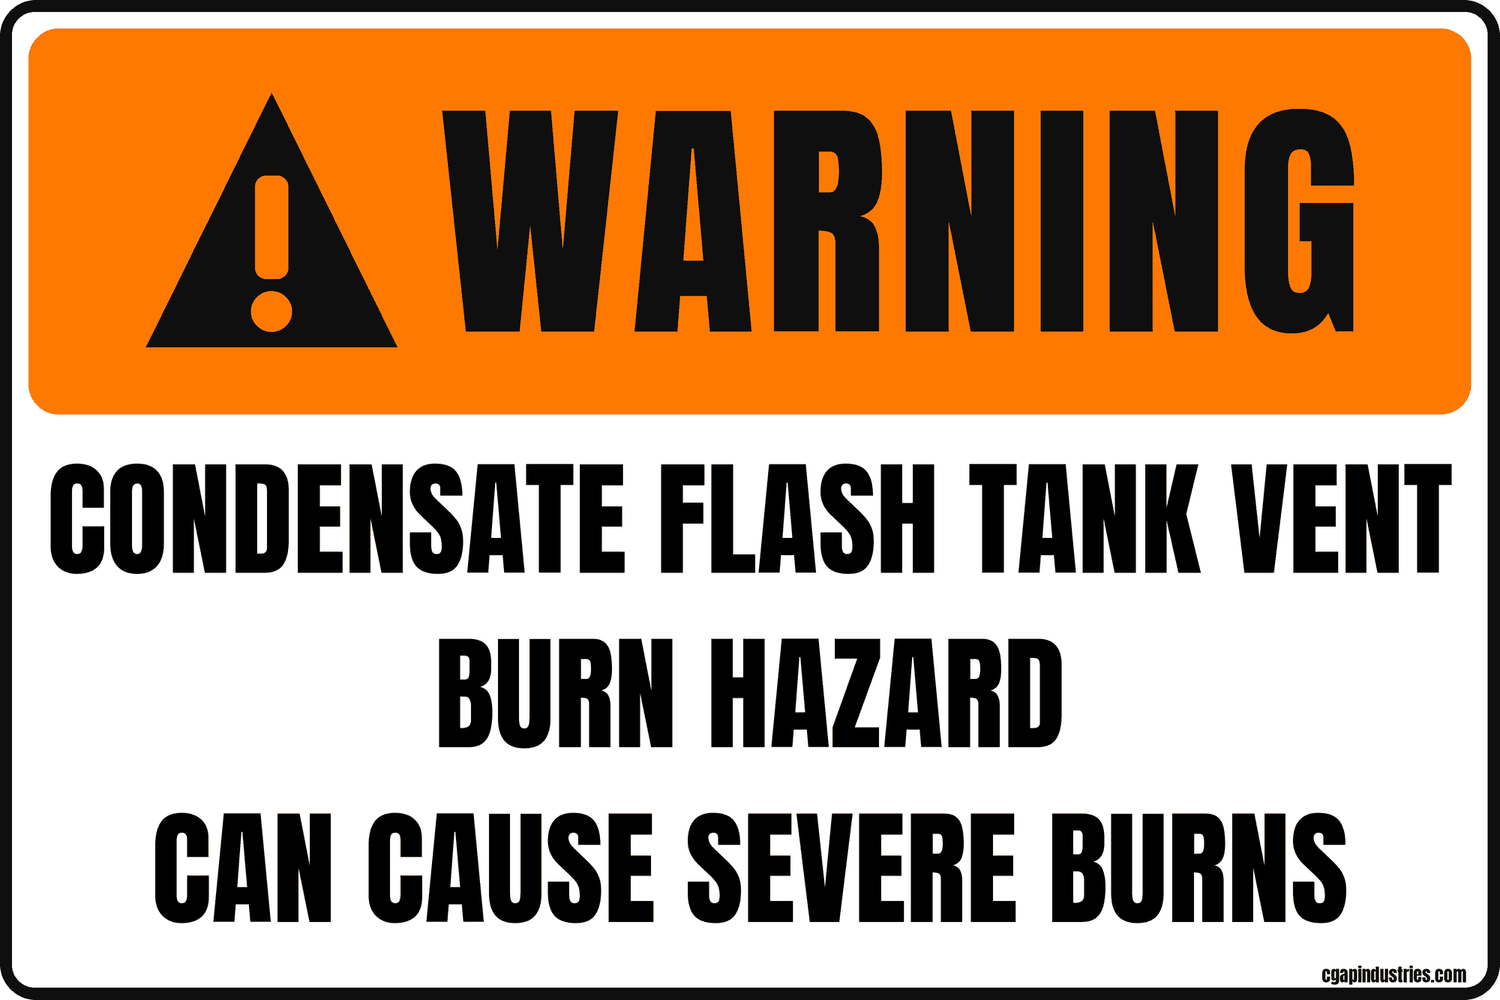 WARNING
CONDENSATE FLASH TANK VENT
BURN HAZARD
CAN CAUSE SEVERE BURNS
cgapindustries.com